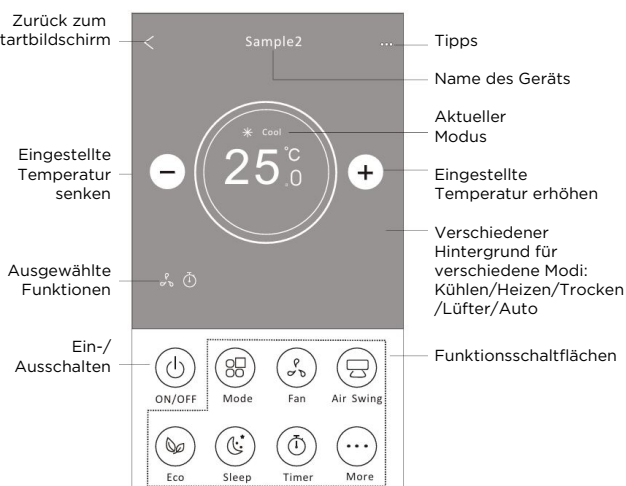 Zurück zum
tartbildschirm
Sample2
...
Tipps
Name des Geräts
Aktueller
Modus
Cool
25.0 °C
Eingestellte
Temperatur
senken
Eingestellte
Temperatur erhöhen
Verschiedener
Hintergrund für
verschiedene Modi:
Kühlen/Heizen/Trocken
/Lüfter/Auto
Ausgewählte
Funktionen
Ein-/
Ausschalten
Funktionsschaltflächen
ON/OFF Mode Fan Air Swing
Eco Sleep Timer More